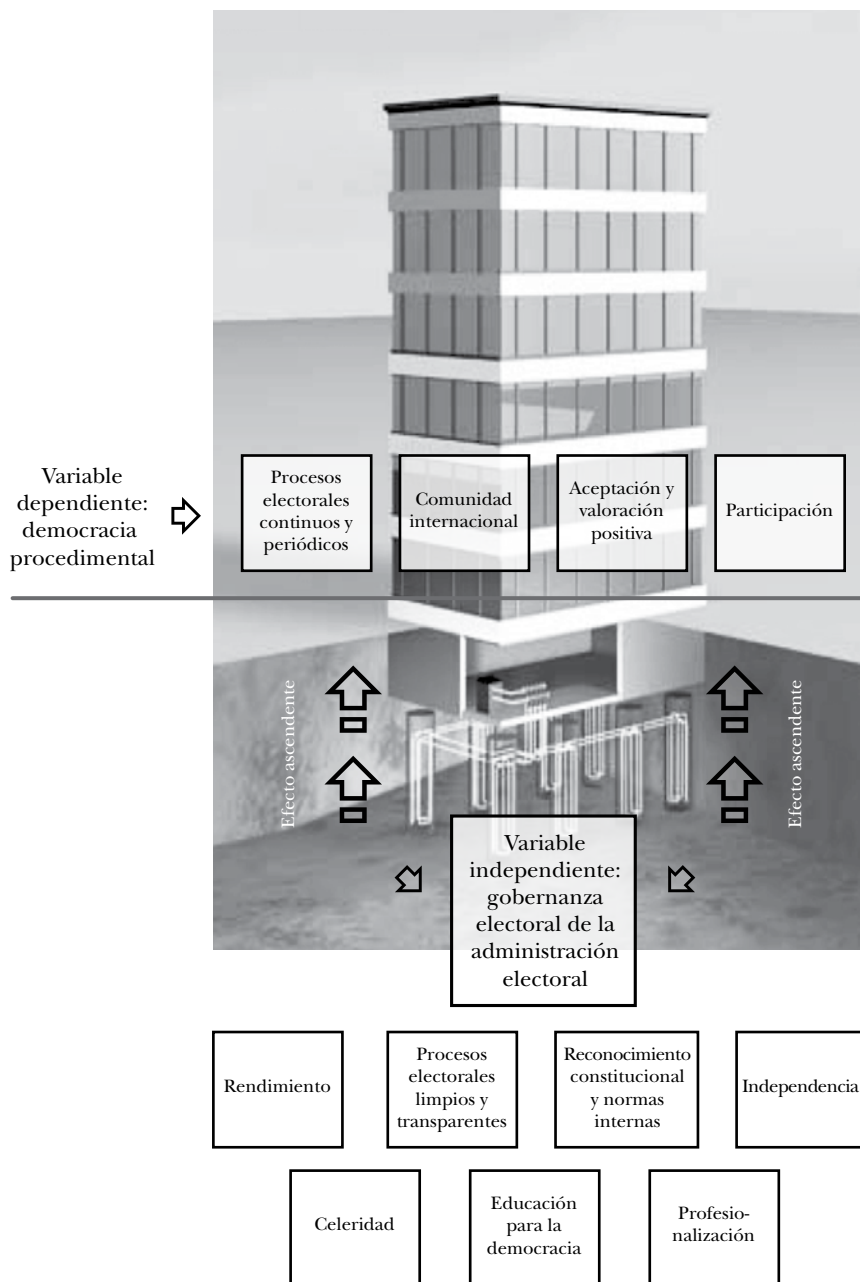 Variable
dependiente:
democracia
procedimental
Procesos
electorales
continuos y
periódicos
Comunidad
internacional
Aceptación y
valoración
positiva
Participación
Efecto ascendente
Efecto ascendente
Variable
independiente:
gobernanza
electoral de la
administración
electoral
Rendimiento
Procesos
electorales
limpios y
transparentes
Reconocimiento
constitucional
y normas
internas
Independencia
Celeridad
Educación
para la
democracia
Profesio-
nalización